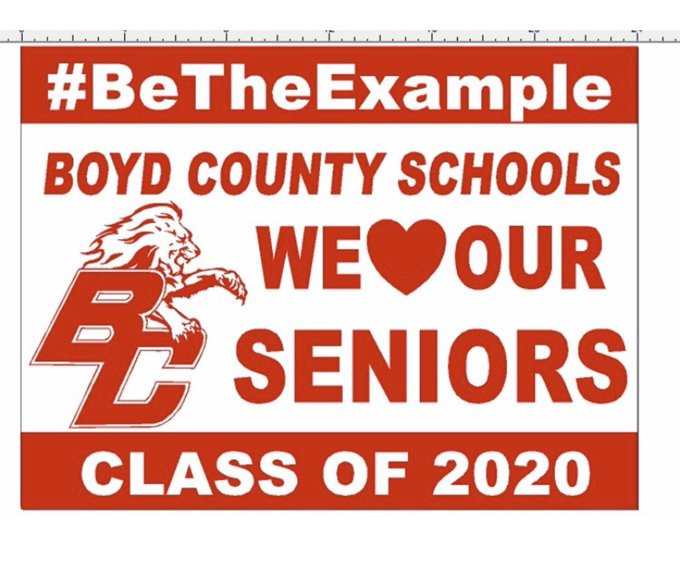 #BeTheExample
BOYD COUNTY SCHOOLS
WE♥OUR
BC
SENIORS
CLASS OF 2020